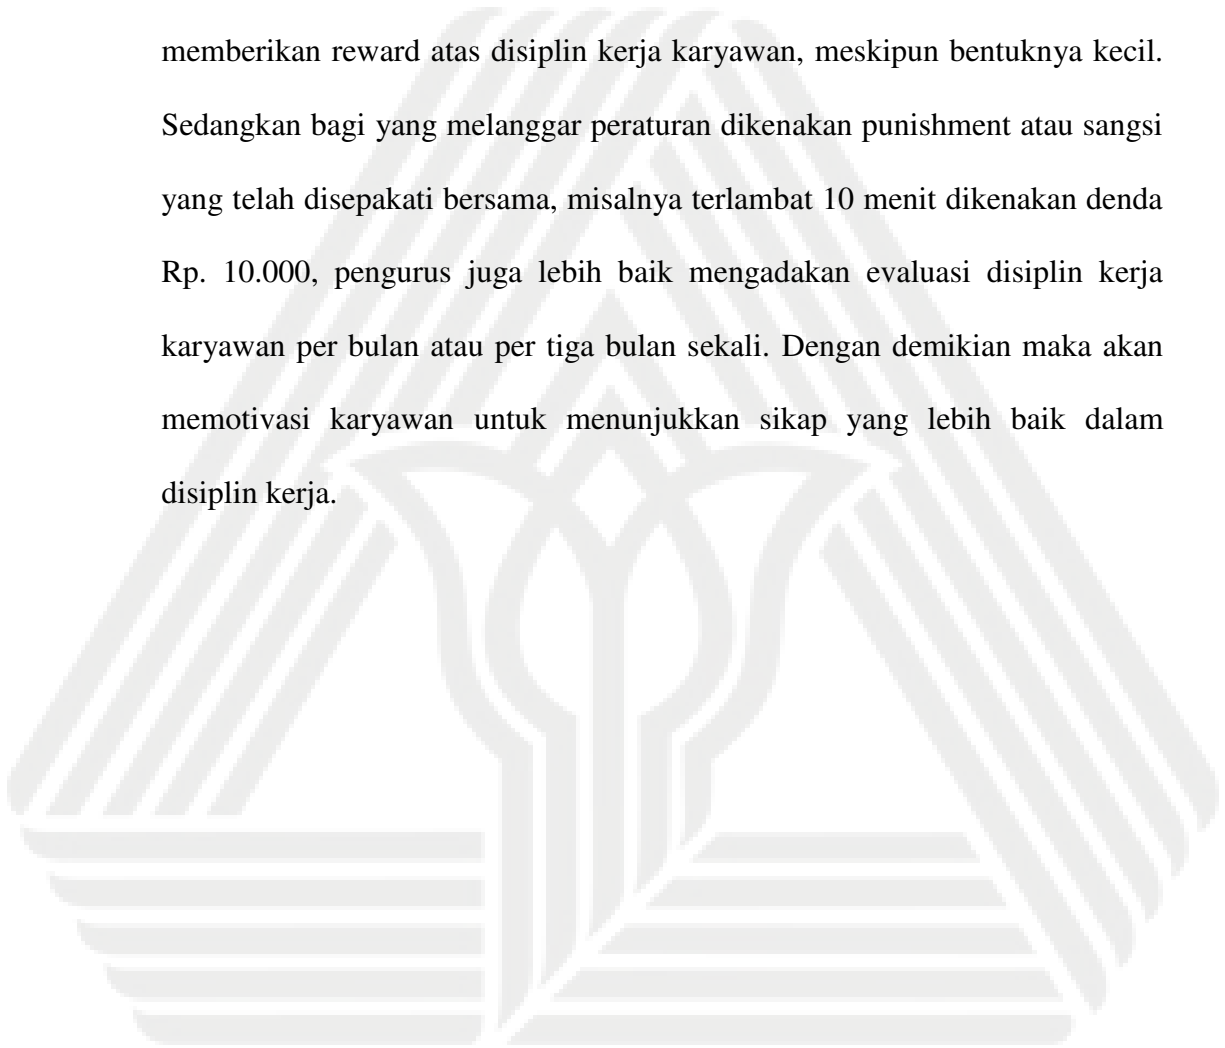 memberikan reward atas disiplin kerja karyawan, meskipun bentuknya kecil.
Sedangkan bagi yang melanggar peraturan dikenakan punishment atau sangsi
yang telah disepakati bersama, misalnya terlambat 10 menit dikenakan denda
Rp. 10.000, pengurus juga lebih baik mengadakan evaluasi disiplin kerja
karyawan per bulan atau per tiga bulan sekali. Dengan demikian maka akan
memotivasi karyawan untuk menunjukkan sikap yang lebih baik dalam
disiplin kerja.